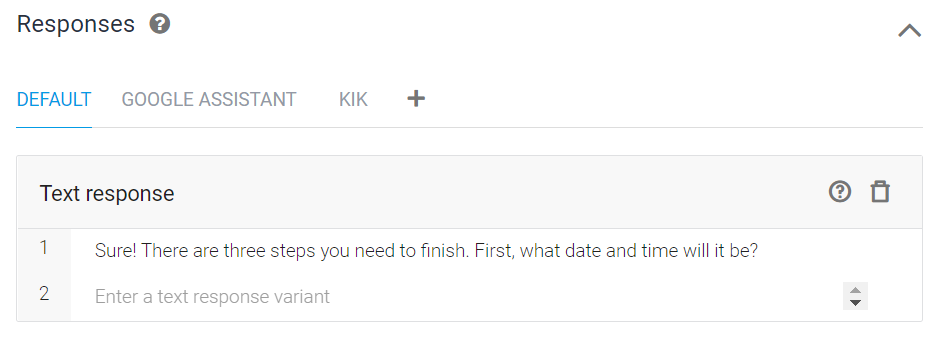 Responses
DEFAULT GOOGLE ASSISTANT KIK
Text response
1 Sure! There are three steps you need to finish. First, what date and time will it be?
2 Enter a text response variant